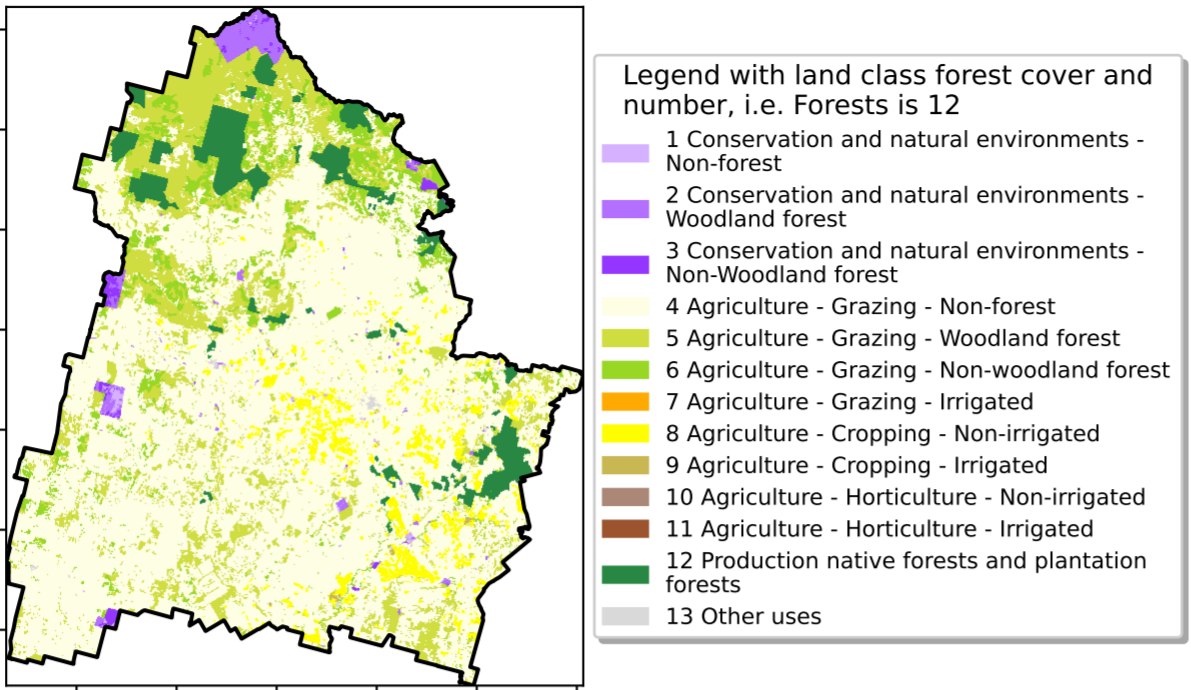 Legend with land class forest cover and
number, i.e. Forests is 12
1 Conservation and natural environments -
Non-forest
2 Conservation and natural environments -
Woodland forest
3 Conservation and natural environments -
Non-Woodland forest
4 Agriculture - Grazing - Non-forest
5 Agriculture - Grazing - Woodland forest
6 Agriculture - Grazing - Non-woodland forest
7 Agriculture - Grazing - Irrigated
8 Agriculture - Cropping - Non-irrigated
9 Agriculture - Cropping - Irrigated
10 Agriculture - Horticulture - Non-irrigated
11 Agriculture - Horticulture - Irrigated
12 Production native forests and plantation
forests
13 Other uses